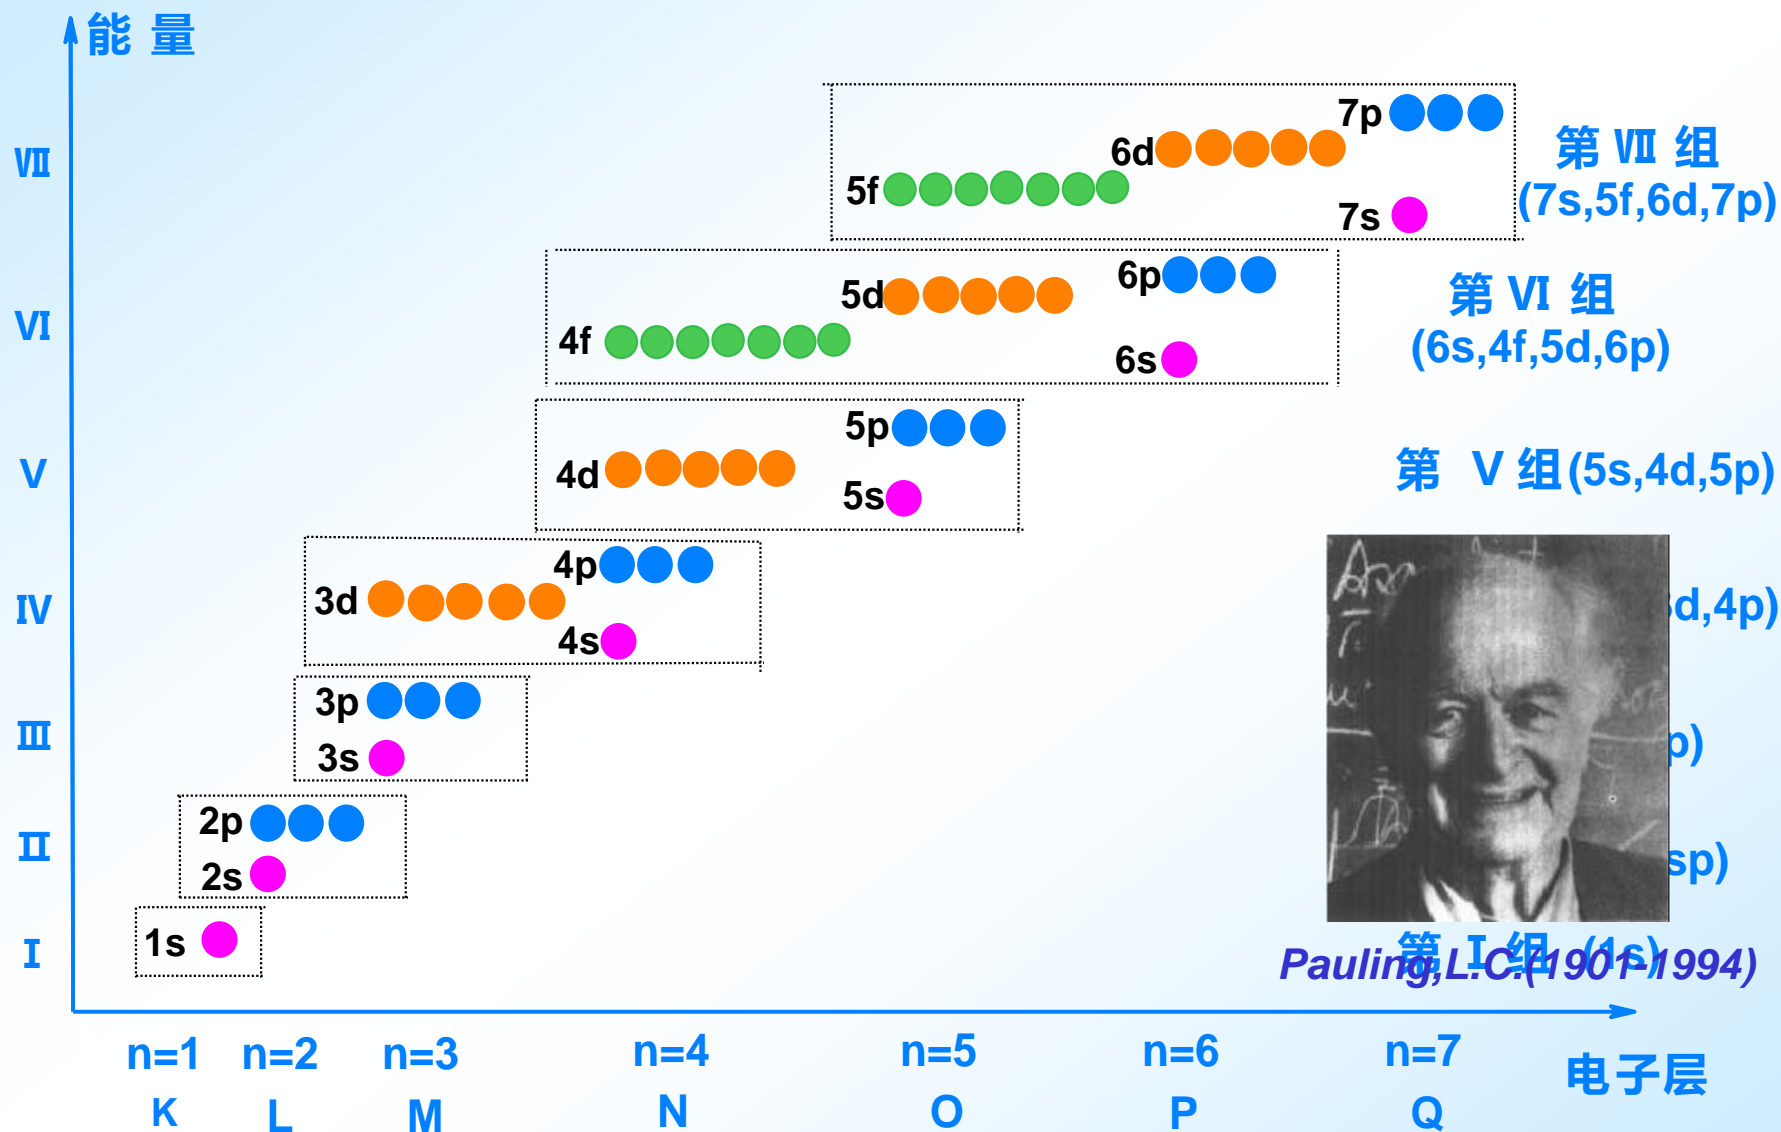 能 量
7p
6d
5f
7s
Ⅶ
第 Ⅶ 组
(7s,5f,6d,7p)
6p
5d
4f
6s
Ⅵ
第 Ⅵ 组
(6s,4f,5d,6p)
5p
4d
5s
Ⅴ
第 Ⅴ 组(5s,4d,5p)
4p
3d
4s
Ⅳ
d,4p)
3p
3s
Ⅲ
p)
2p
2s
Ⅱ
sp)
1s
Ⅰ
第 Ⅰ 组 (1s)
Pauling,L.C.(1901-1994)
n=1 n=2 n=3 n=4 n=5 n=6 n=7
电子层
K L M N O P Q